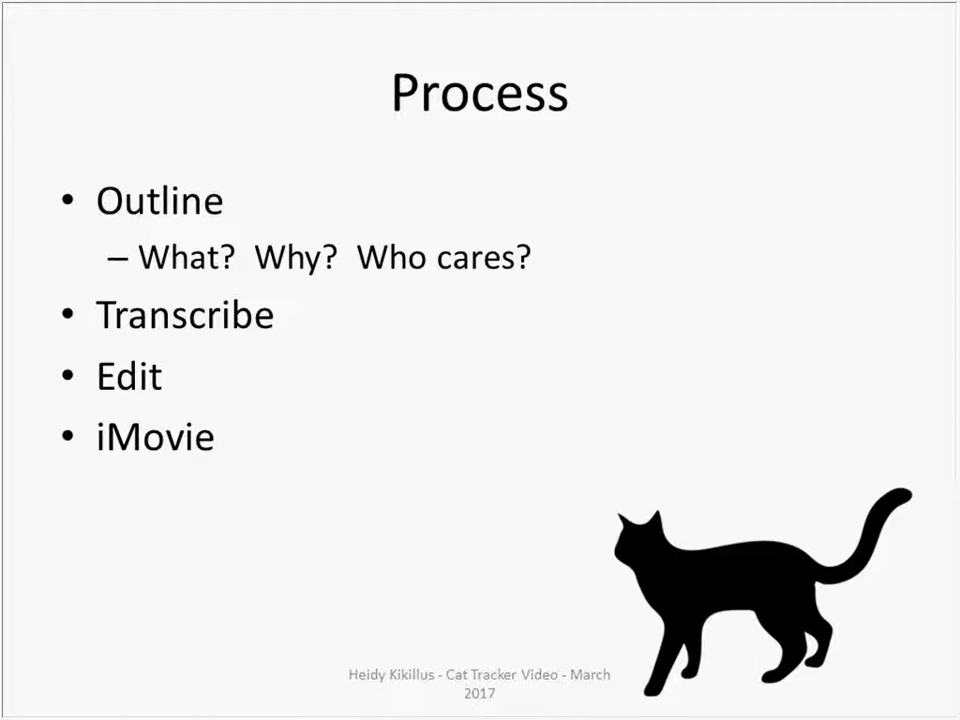 Process
• Outline
– What?  Why?  Who cares?
• Transcribe
• Edit
• iMovie
Heidy Kikillus - Cat Tracker Video - March
2017